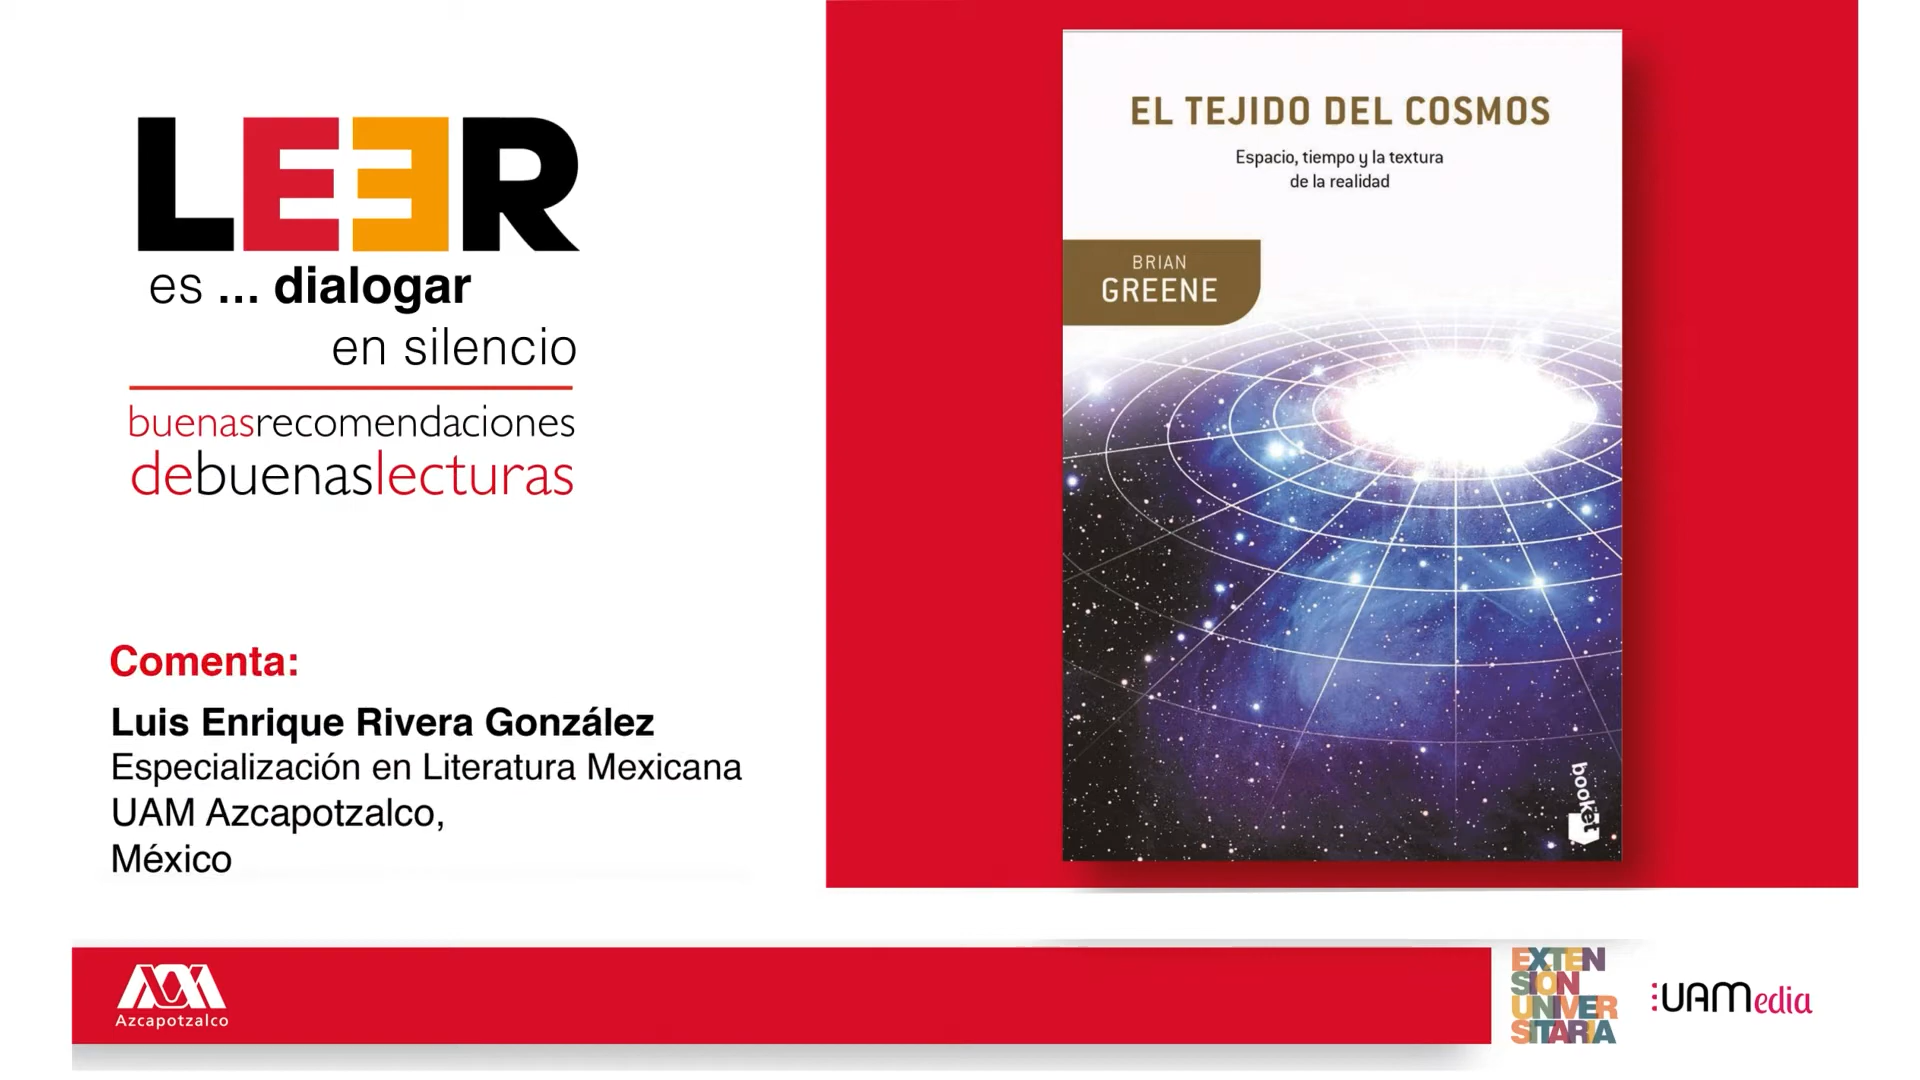 LEER
es ... dialogar
en silencio
buenasrecomendaciones
debuenaslecturas
Comenta:
Luis Enrique Rivera González
Especialización en Literatura Mexicana
UAM Azcapotzalco,
México
EL TEJIDO DEL COSMOS
Espacio, tiempo y la textura
de la realidad
BRIAN
GREENE
booket
Azcapotzalco
EXTEN
SIÓN
UNIVER
SITARIA
UAMedia